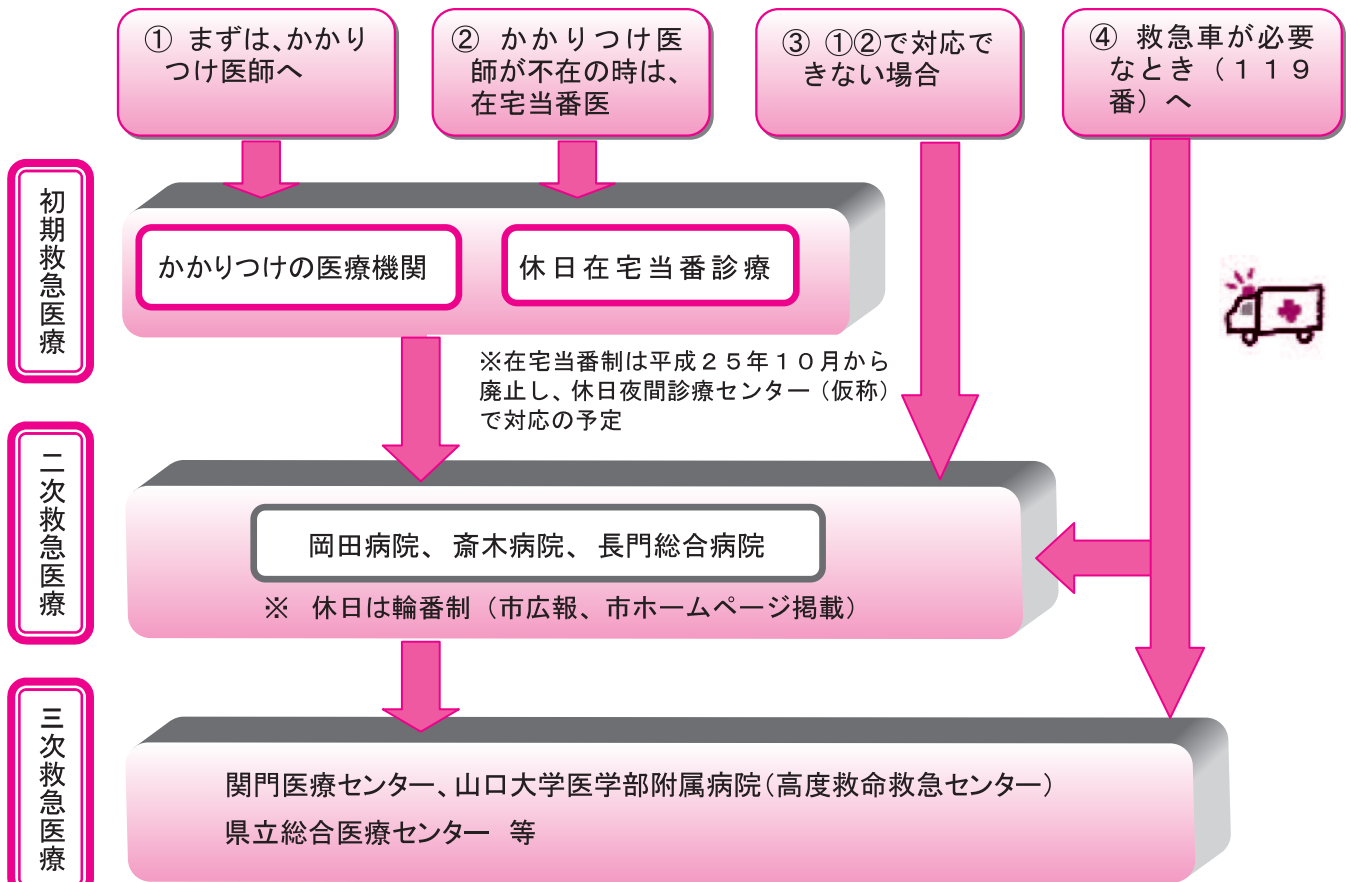 ① まずは、かかり
つけ医師へ
② かかりつけ医
師が不在の時は、
在宅当番医
③ ①②で対応で
きない場合
④ 救急車が必要
なとき（１１９
番）へ
初期救急医療
かかりつけの医療機関
休日在宅当番診療
※在宅当番制は平成２５年１０月から
廃止し、休日夜間診療センター（仮称）
で対応の予定
二次救急医療
岡田病院、斎木病院、長門総合病院
※　休日は輪番制（市広報、市ホームページ掲載）
三次救急医療
関門医療センター、山口大学医学部附属病院（高度救命救急センター）
県立総合医療センター 等